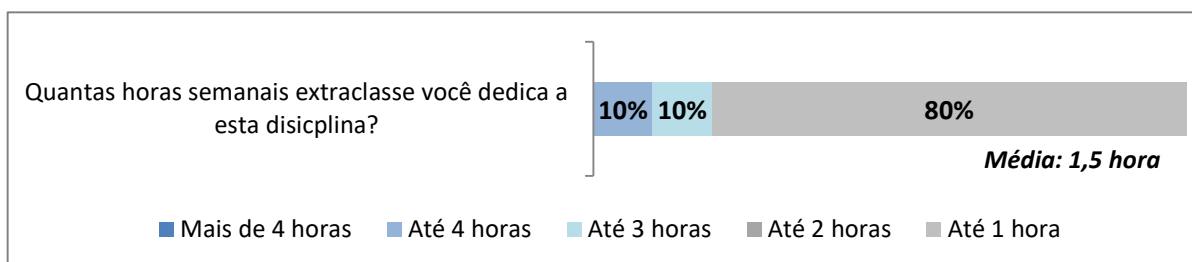 Quantas horas semanais extraclasse você dedica a
esta disicplina?
10% 10% 80%
Média: 1,5 hora
Mais de 4 horas Até 4 horas Até 3 horas Até 2 horas Até 1 hora